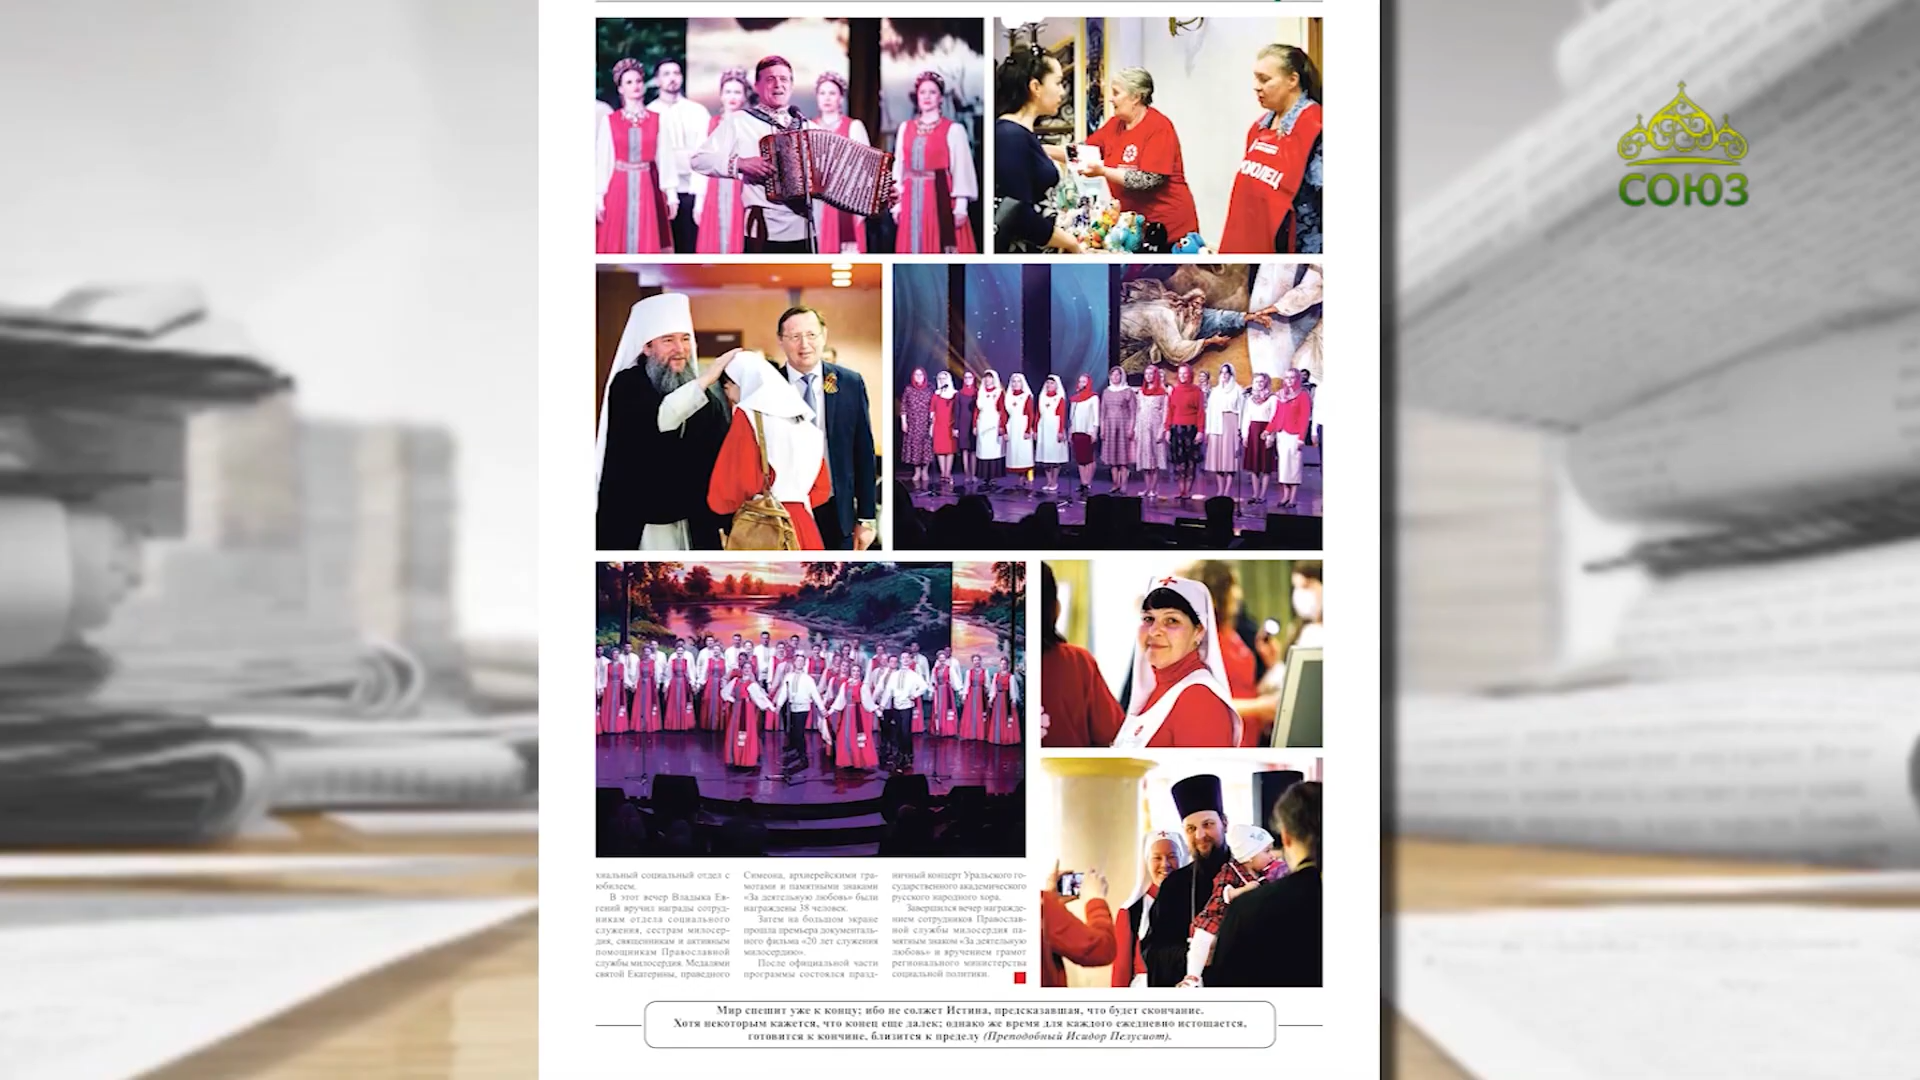 СОЮЗ
КОЛЕЦ
хиальный социальный отдел с
юбилеем.
В этот вечер Владыка Ев-
гений вручил награды сотруд-
никам отдела социального
служения, сестрам милосер-
дия, священникам и активным
помощникам Православной
службы милосердия. Медалями
святой Екатерины, праведного
Симеона, архиерейскими гра-
мотами и памятными знаками
«За деятельную любовь» были
награждены 38 человек.
Затем на большом экране
прошла премьера документаль-
ного фильма «20 лет служения
милосердию».
После официальной части
программы состоялся празд-
ничный концерт Уральского го-
сударственного академического
русского народного хора.
Завершился вечер награжде-
нием сотрудников Православ-
ной службы милосердия па-
мятным знаком «За деятельную
любовь» и вручением грамот
регионального министерства
социальной политики.
Мир спешит уже к концу; ибо не солжет Истина, предсказавшая, что будет скончание.
Хотя некоторым кажется, что конец еще далек; однако же время для каждого ежедневно истощается,
готовится к кончине, близится к пределу (Преподобный Исидор Пелусиот).